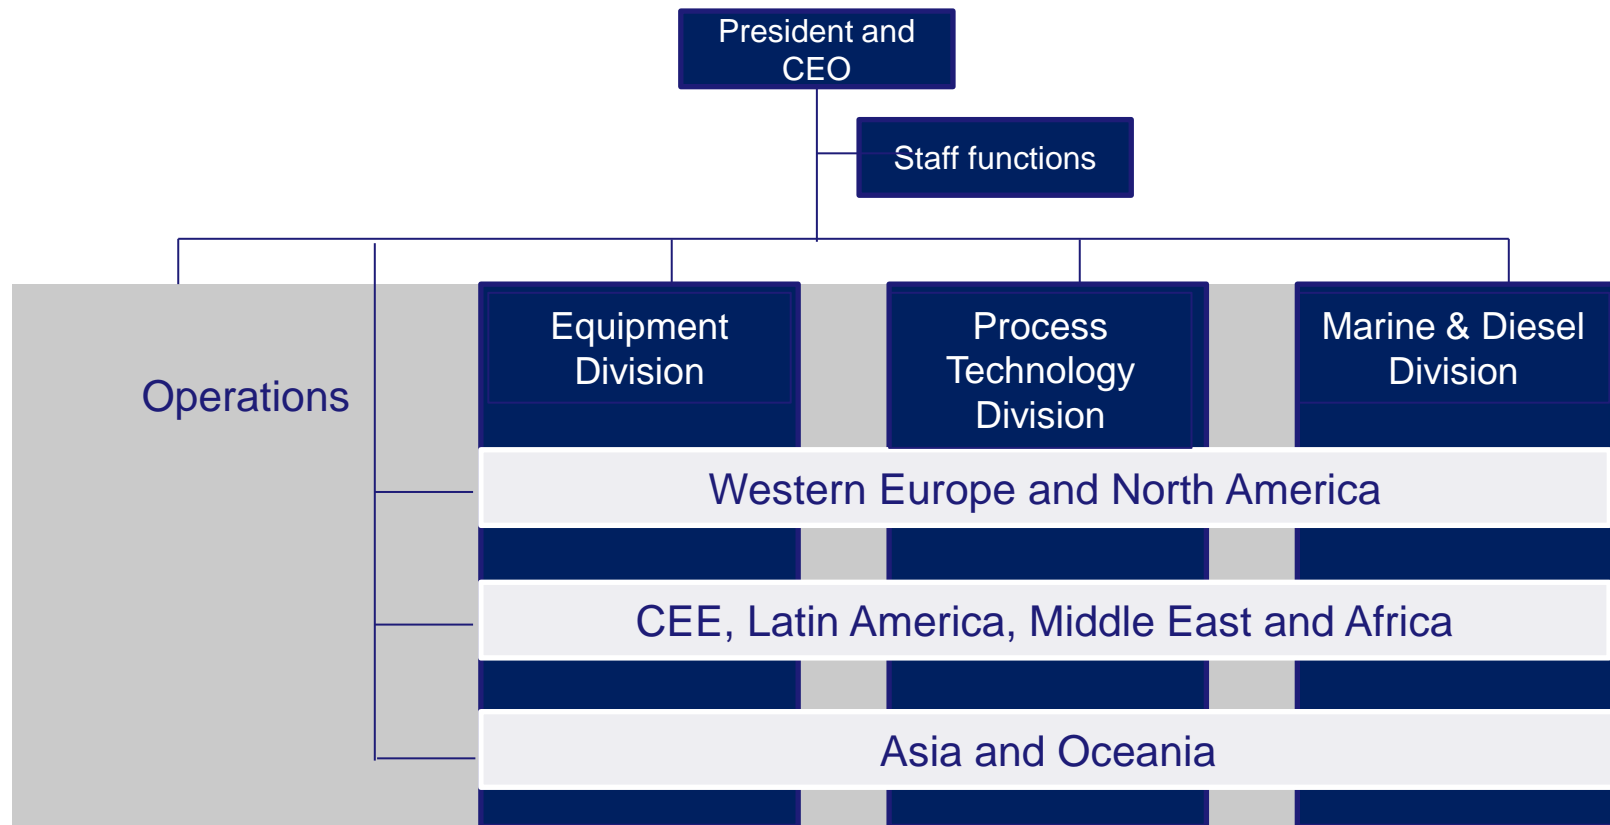 President and
CEO
Staff functions
Equipment
Division
Process
Technology
Division
Marine & Diesel
Division
Operations
Western Europe and North America
CEE, Latin America, Middle East and Africa
Asia and Oceania